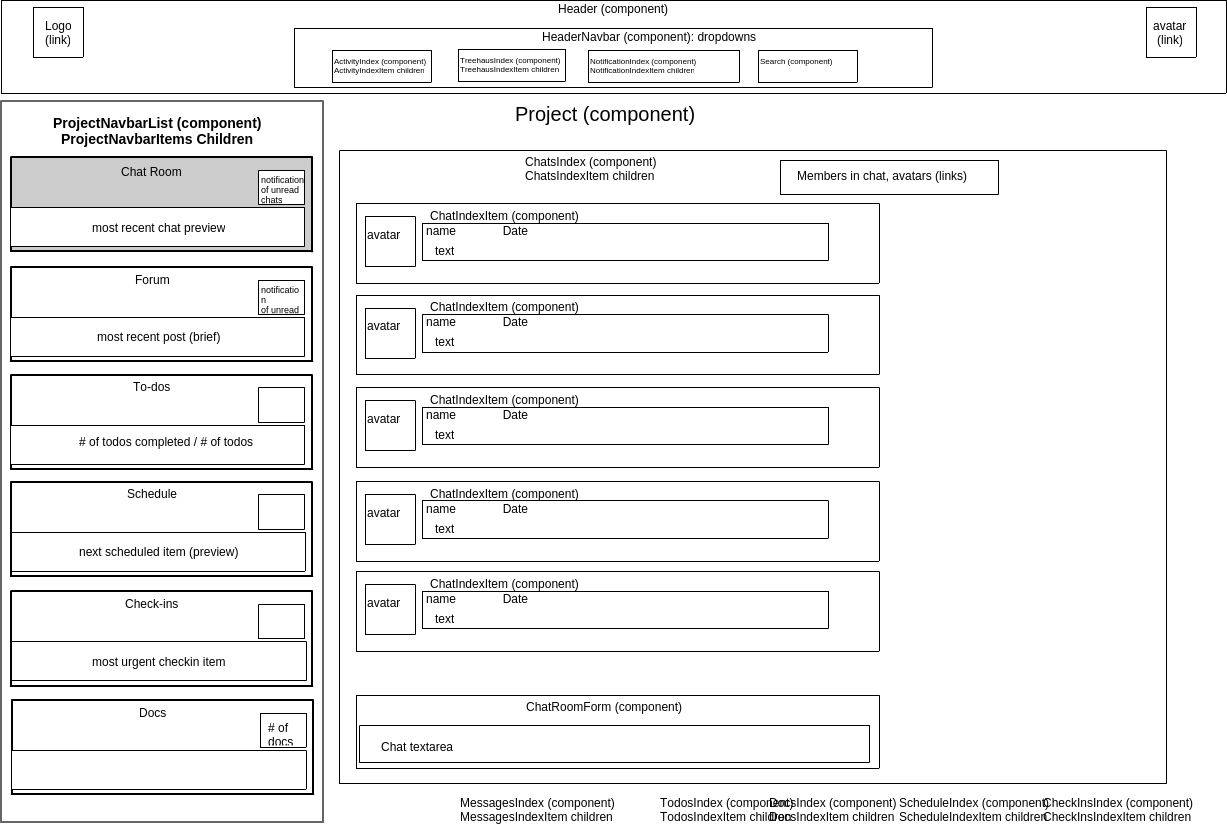 Header (component)
Logo
(link)
avatar
(link)
HeaderNavbar (component): dropdowns
ActivityIndex (component)
ActivityIndexItem children
TreehausIndex (component)
TreehausIndexItem children
NotificationIndex (component)
NotificationIndexItem children
Search (component)
ProjectNavbarList (component)
ProjectNavbarItems Children
Chat Room
notification
of unread
chats
most recent chat preview
Forum
notificatio
n
of unread
most recent post (brief)
To-dos
# of todos completed / # of todos
Schedule
next scheduled item (preview)
Check-ins
most urgent checkin item
Docs
# of
docs
Project (component)
ChatsIndex (component)
ChatsIndexItem children
Members in chat, avatars (links)
ChatIndexItem (component)
avatar
name Date
text
ChatIndexItem (component)
avatar
name Date
text
ChatIndexItem (component)
avatar
name Date
text
ChatIndexItem (component)
avatar
name Date
text
ChatIndexItem (component)
avatar
name Date
text
ChatRoomForm (component)
Chat textarea
MessagesIndex (component)
MessagesIndexItem children
TodosIndex (component)
TodosIndexItem children
DocsIndex (component)
DocsIndexItem children
ScheduleIndex (component)
ScheduleIndexItem children
CheckInsIndex (component)
CheckInsIndexItem children